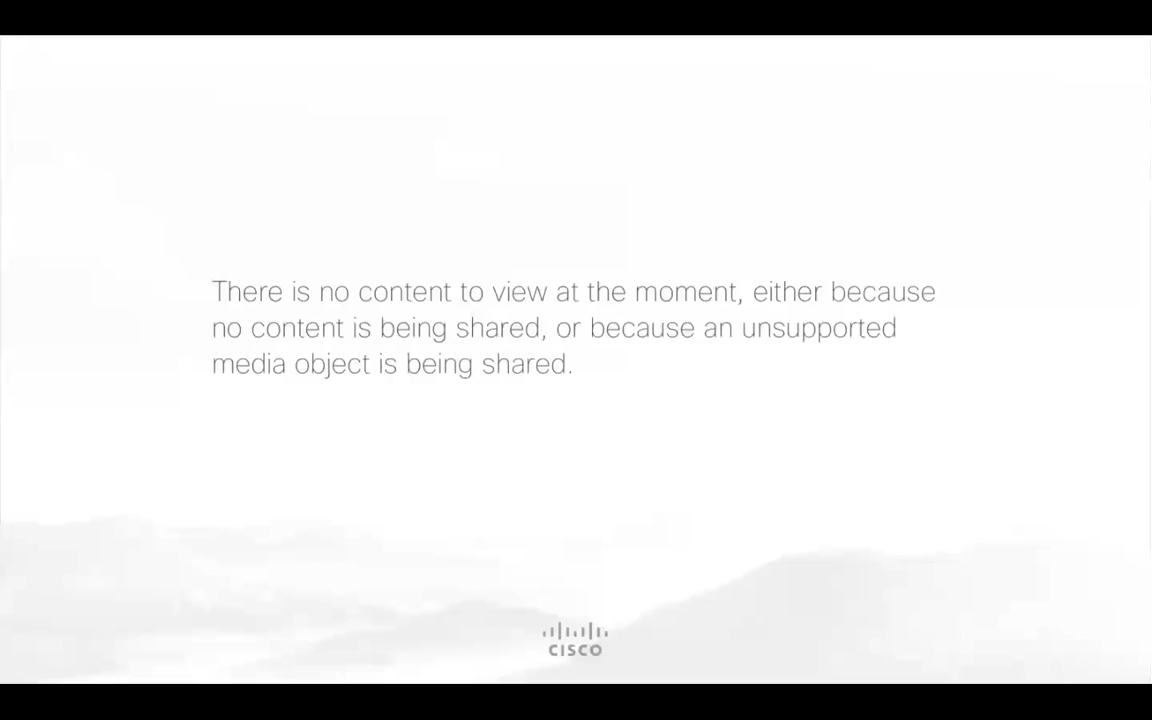 There is no content to view at the moment, either because
no content is being shared, or because an unsupported
media object is being shared.
CISCO